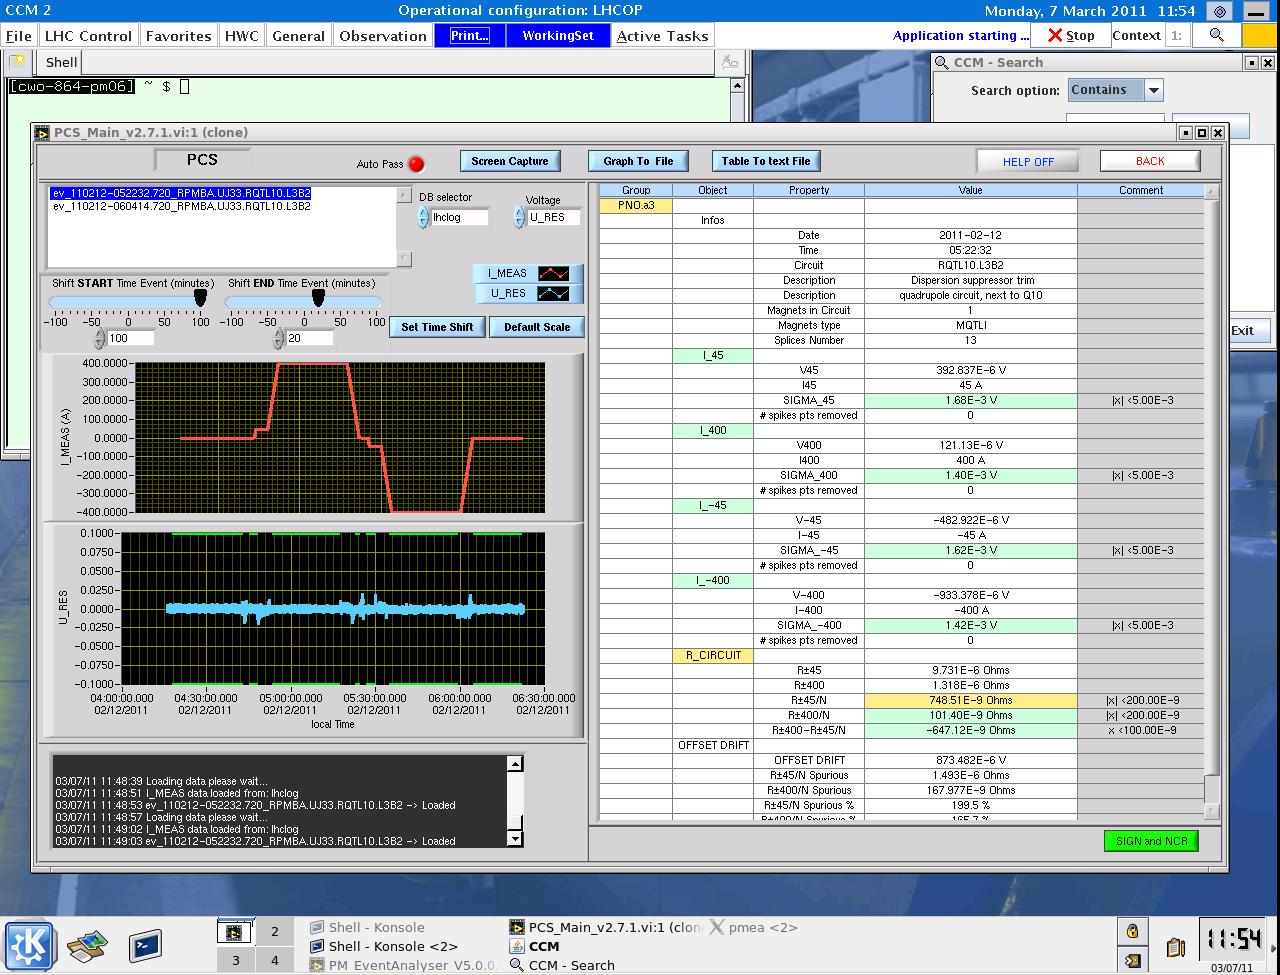 CCM 2 Operational configuration: LHCOP Monday, 7 March 2011 11:54
File LHC Control Favorites HWC General Observation Print... WorkingSet Active Tasks Application starting ... Stop Context 1:
Shell
CCM - Search
[cwo-864-pm06] ~ $
Search option: Contains
PCS_Main_v2.7.1.vi:1 (clone)
PCS Auto Pass Screen Capture Graph To File Table To text File HELP OFF BACK
ev_110212-052232.720_RPMBA.UJ33.RQTL10.L3B2
ev_110212-060414.720_RPMBA.UJ33.RQTL10.L3B2
DB selector Voltage
lhclog U_RES
I_MEAS
U_RES
Shift START Time Event (minutes) Shift END Time Event (minutes)
-100 -50 0 50 100 -100 -50 0 50 100
100 20
Set Time Shift Default Scale
I_MEAS (A)
400.0000
300.0000
200.0000
100.0000
0.0000
-100.0000
-200.0000
-300.0000
-400.0000
U_RES
0.1000
0.0750
0.0500
0.0250
0.0000
-0.0250
-0.0500
-0.0750
-0.1000
04:00:00.000 04:30:00.000 05:00:00.000 05:30:00.000 06:00:00.000 06:30:00.000
02/12/2011 02/12/2011 02/12/2011 02/12/2011 02/12/2011 02/12/2011
local Time
03/07/11 11:48:39 Loading data please wait...
03/07/11 11:48:51 I_MEAS data loaded from: lhclog
03/07/11 11:48:53 ev_110212-052232.720_RPMBA.UJ33.RQTL10.L3B2 -> Loaded
03/07/11 11:48:57 Loading data please wait...
03/07/11 11:49:02 I_MEAS data loaded from: lhclog
03/07/11 11:49:03 ev_110212-052232.720_RPMBA.UJ33.RQTL10.L3B2 -> Loaded
Group Object Property Value Comment
PNO.a3
Infos
Date 2011-02-12
Time 05:22:32
Circuit RQTL10.L3B2
Description Dispersion suppressor trim
Description quadrupole circuit, next to Q10
Magnets in Circuit 1
Magnets type MQTLI
Splices Number 13
I_45
V45 392.837E-6 V
I45 45 A
SIGMA_45 1.68E-3 V |x| <5.00E-3
# spikes pts removed 0
I_400
V400 121.13E-6 V
I400 400 A
SIGMA_400 1.40E-3 V |x| <5.00E-3
# spikes pts removed 0
I_-45
V-45 -482.922E-6 V
I-45 -45 A
SIGMA_-45 1.62E-3 V |x| <5.00E-3
# spikes pts removed 0
I_-400
V-400 -933.378E-6 V
I-400 -400 A
SIGMA_-400 1.42E-3 V |x| <5.00E-3
# spikes pts removed 0
R_CIRCUIT
R±45 9.731E-6 Ohms
R±400 1.318E-6 Ohms
R±45/N 748.51E-9 Ohms |x| <200.00E-9
R±400/N 101.40E-9 Ohms |x| <200.00E-9
R±400-R±45/N -647.12E-9 Ohms x <100.00E-9
OFFSET DRIFT
OFFSET DRIFT 873.482E-6 V
R±45/N Spurious 1.493E-6 Ohms
R±400/N Spurious 167.977E-9 Ohms
R±45/N Spurious % 199.5 %
R±400/N Spurious % 165.7 %
SIGN and NCR
Exit
2
3 4
Shell - Konsole
Shell - Konsole <2>
PM_EventAnalyser_V5.0.0.
PCS_Main_v2.7.1.vi:1 (clon
CCM
CCM - Search
pmea <2>
11:54
03/07/11